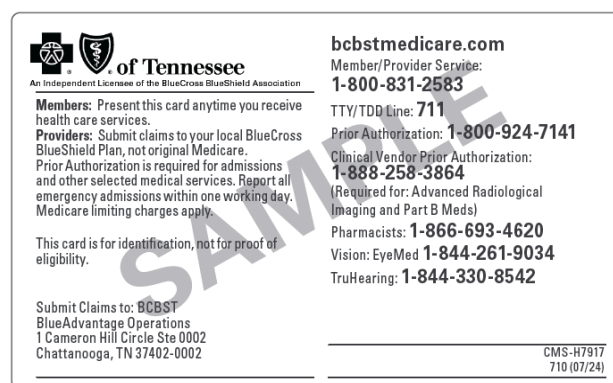 of Tennessee
An Independent Licensee of the BlueCross BlueShield Association
Members: Present this card anytime you receive
health care services.
Providers: Submit claims to your local BlueCross
BlueShield Plan, not original Medicare.
Prior Authorization is required for admissions
and other selected medical services. Report all
emergency admissions within one working day.
Medicare limiting charges apply.
This card is for identification, not for proof of
eligibility.
Submit Claims to: BCBST
BlueAdvantage Operations
1 Cameron Hill Circle Ste 0002
Chattanooga, TN 37402-0002
bcbstmedicare.com
Member/Provider Service:
1-800-831-2583
TTY/TDD Line: 711
Prior Authorization: 1-800-924-7141
Clinical Vendor Prior Authorization:
1-888-258-3864
(Required for: Advanced Radiological
Imaging and Part B Meds)
Pharmacists: 1-866-693-4620
Vision: EyeMed 1-844-261-9034
TruHearing: 1-844-330-8542
CMS-H7917
710 (07/24)
SAMPLE